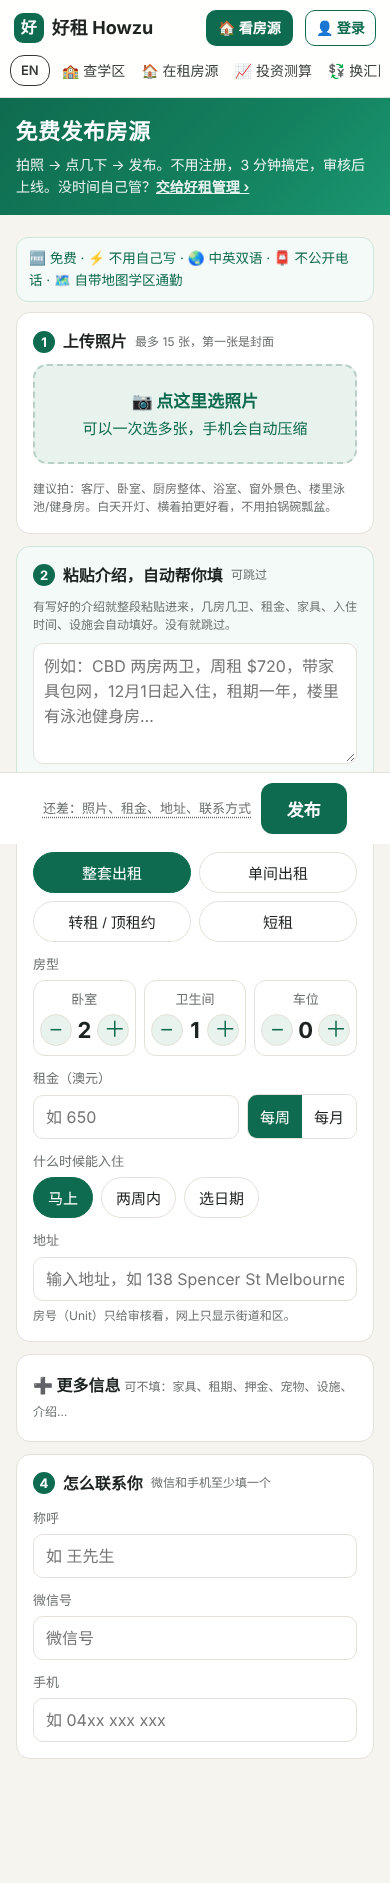 好 好租 Howzu 🏠 看房源 👤 登录
EN 🏫 查学区 🏠 在租房源 📈 投资测算 💱 换汇
免费发布房源
拍照 → 点几下 → 发布。不用注册，3 分钟搞定，审核后
上线。没时间自己管？交给好租管理 ›
🆓 免费 · ⚡ 不用自己写 · 🌏 中英双语 · 📮 不公开电
话 · 🗺️ 自带地图学区通勤
1 上传照片 最多 15 张，第一张是封面
📷 点这里选照片
可以一次选多张，手机会自动压缩
建议拍：客厅、卧室、厨房整体、浴室、窗外景色、楼里泳
池/健身房。白天开灯、横着拍更好看，不用拍锅碗瓢盆。
2 粘贴介绍，自动帮你填 可跳过
有写好的介绍就整段粘贴进来，几房几卫、租金、家具、入住
时间、设施会自动填好。没有就跳过。
例如：CBD 两房两卫，周租 $720，带家
具包网，12月1日起入住，租期一年，楼里
有泳池健身房...
还差：照片、租金、地址、联系方式 发布
整套出租 单间出租
转租 / 顶租约 短租
房型
卧室 卫生间 车位
− 2 + − 1 + − 0 +
租金（澳元）
如 650 每周 每月
什么时候能入住
马上 两周内 选日期
地址
输入地址，如 138 Spencer St Melbourne
房号（Unit）只给审核看，网上只显示街道和区。
➕ 更多信息 可不填：家具、租期、押金、宠物、设施、
介绍...
4 怎么联系你 微信和手机至少填一个
称呼
如 王先生
微信号
微信号
手机
如 04xx xxx xxx